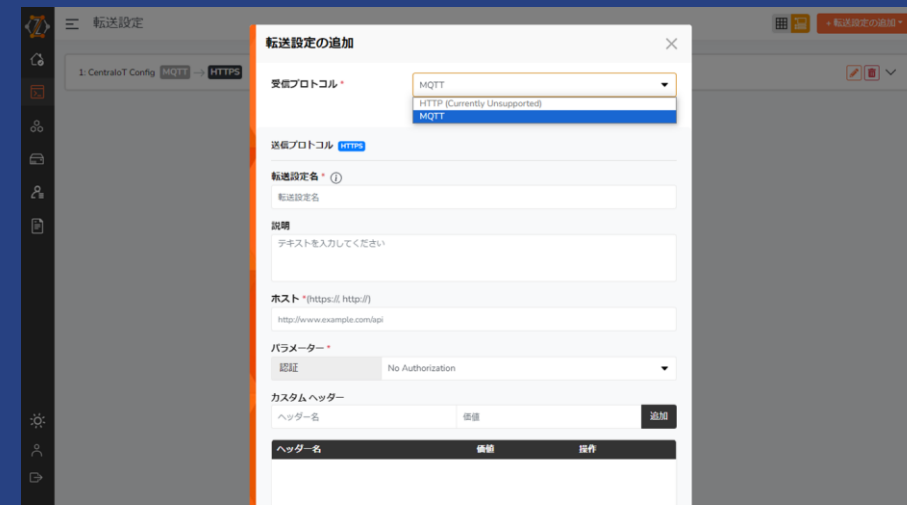 転送設定
+ 転送設定の追加
1: CentraloT Config MQTT → HTTPS
転送設定の追加
受信プロトコル *
MQTT
HTTP (Currently Unsupported)
MQTT
送信プロトコル HTTPS
転送設定名 *
転送設定名
説明
テキストを入力してください
ホスト *(https://, http://)
http://www.example.com/api
パラメーター *
認証 No Authorization
カスタム ヘッダー
ヘッダー名 価値 追加
ヘッダー名 価値 操作